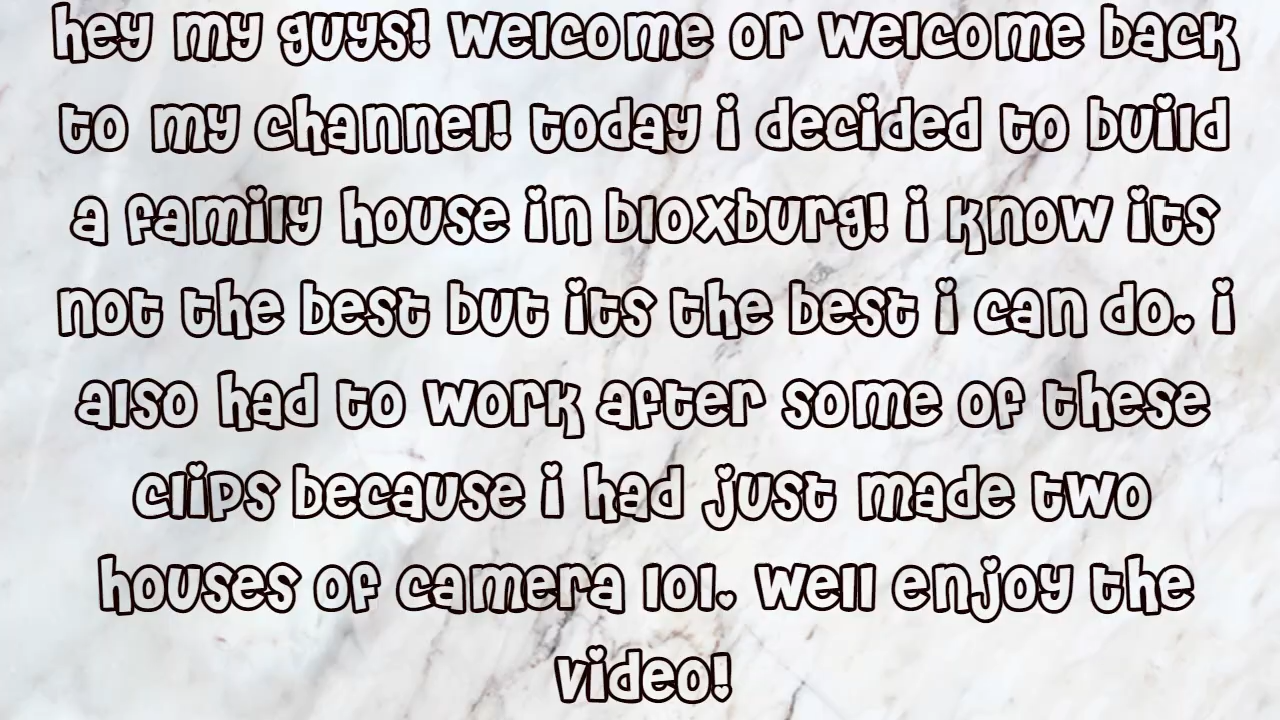 hey my guys! welcome or welcome back
to my channel! today i decided to build
a family house in bloxburg! i know its
not the best but its the best i can do. i
also had to work after some of these
clips because i had just made two
houses of camera lol. well enjoy the
video!